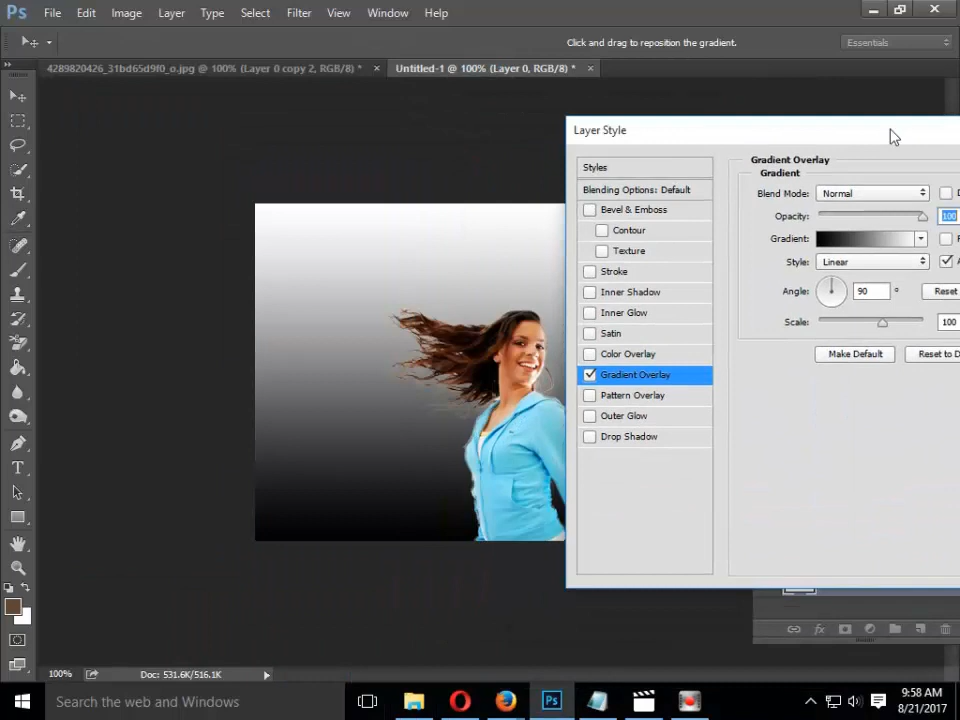 Ps File Edit Image Layer Type Select Filter View Window Help
Click and drag to reposition the gradient.
Essentials
4289820426_31bd65d9f0_o.jpg @ 100% (Layer 0 copy 2, RGB/8) *
Untitled-1 @ 100% (Layer 0, RGB/8) *
Layer Style
Styles
Blending Options: Default
Bevel & Emboss
Contour
Texture
Stroke
Inner Shadow
Inner Glow
Satin
Color Overlay
Gradient Overlay
Pattern Overlay
Outer Glow
Drop Shadow
Gradient Overlay
Gradient
Blend Mode: Normal
Opacity: 100
Gradient:
Style: Linear
Angle: 90 ° Reset
Scale: 100
Make Default Reset to D
100% Doc: 531.6K/516.1K
Search the web and Windows
Ps
9:58 AM
8/21/2017